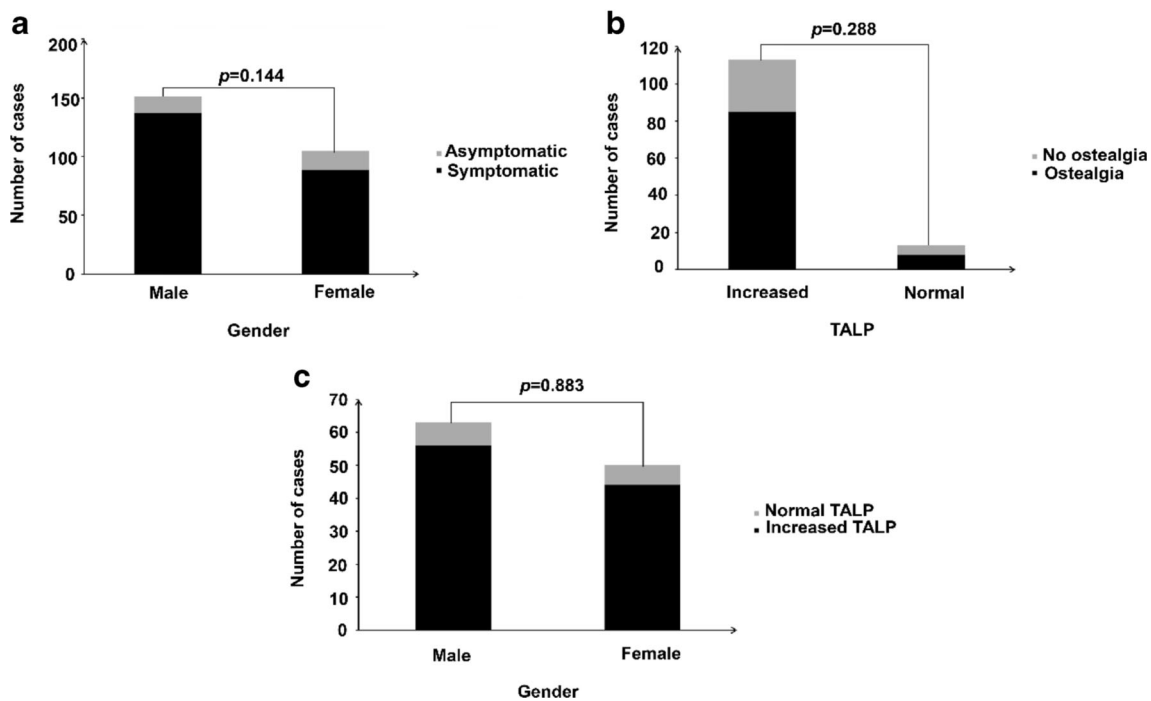 a
200
150
100
50
0
Number of cases
p=0.144
Male
Female
Gender
Asymptomatic
Symptomatic
b
120
100
80
60
40
20
0
Number of cases
p=0.288
Increased
Normal
TALP
No ostealgia
Ostealgia
c
70
60
50
40
30
20
10
0
Number of cases
p=0.883
Male
Female
Gender
Normal TALP
Increased TALP